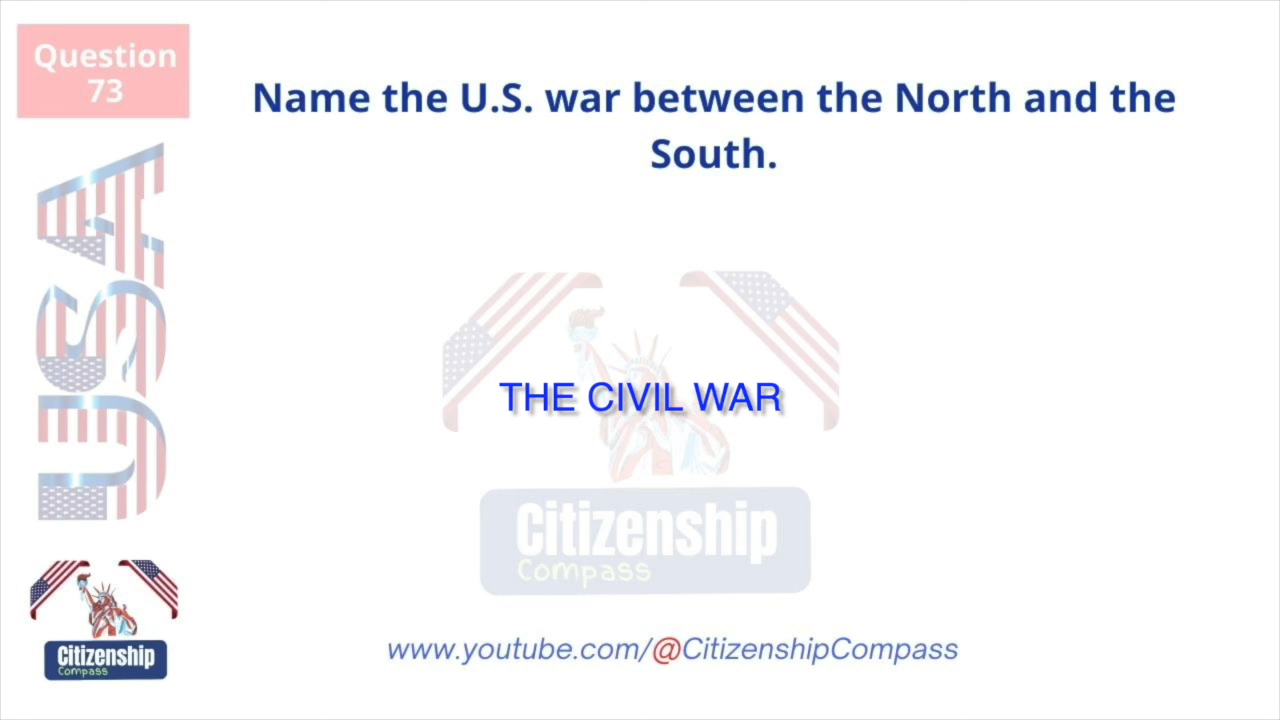 Question
73
Name the U.S. war between the North and the
South.
USA
THE CIVIL WAR
Citizenship
Compass
Citizenship
Compass
www.youtube.com/@CitizenshipCompass